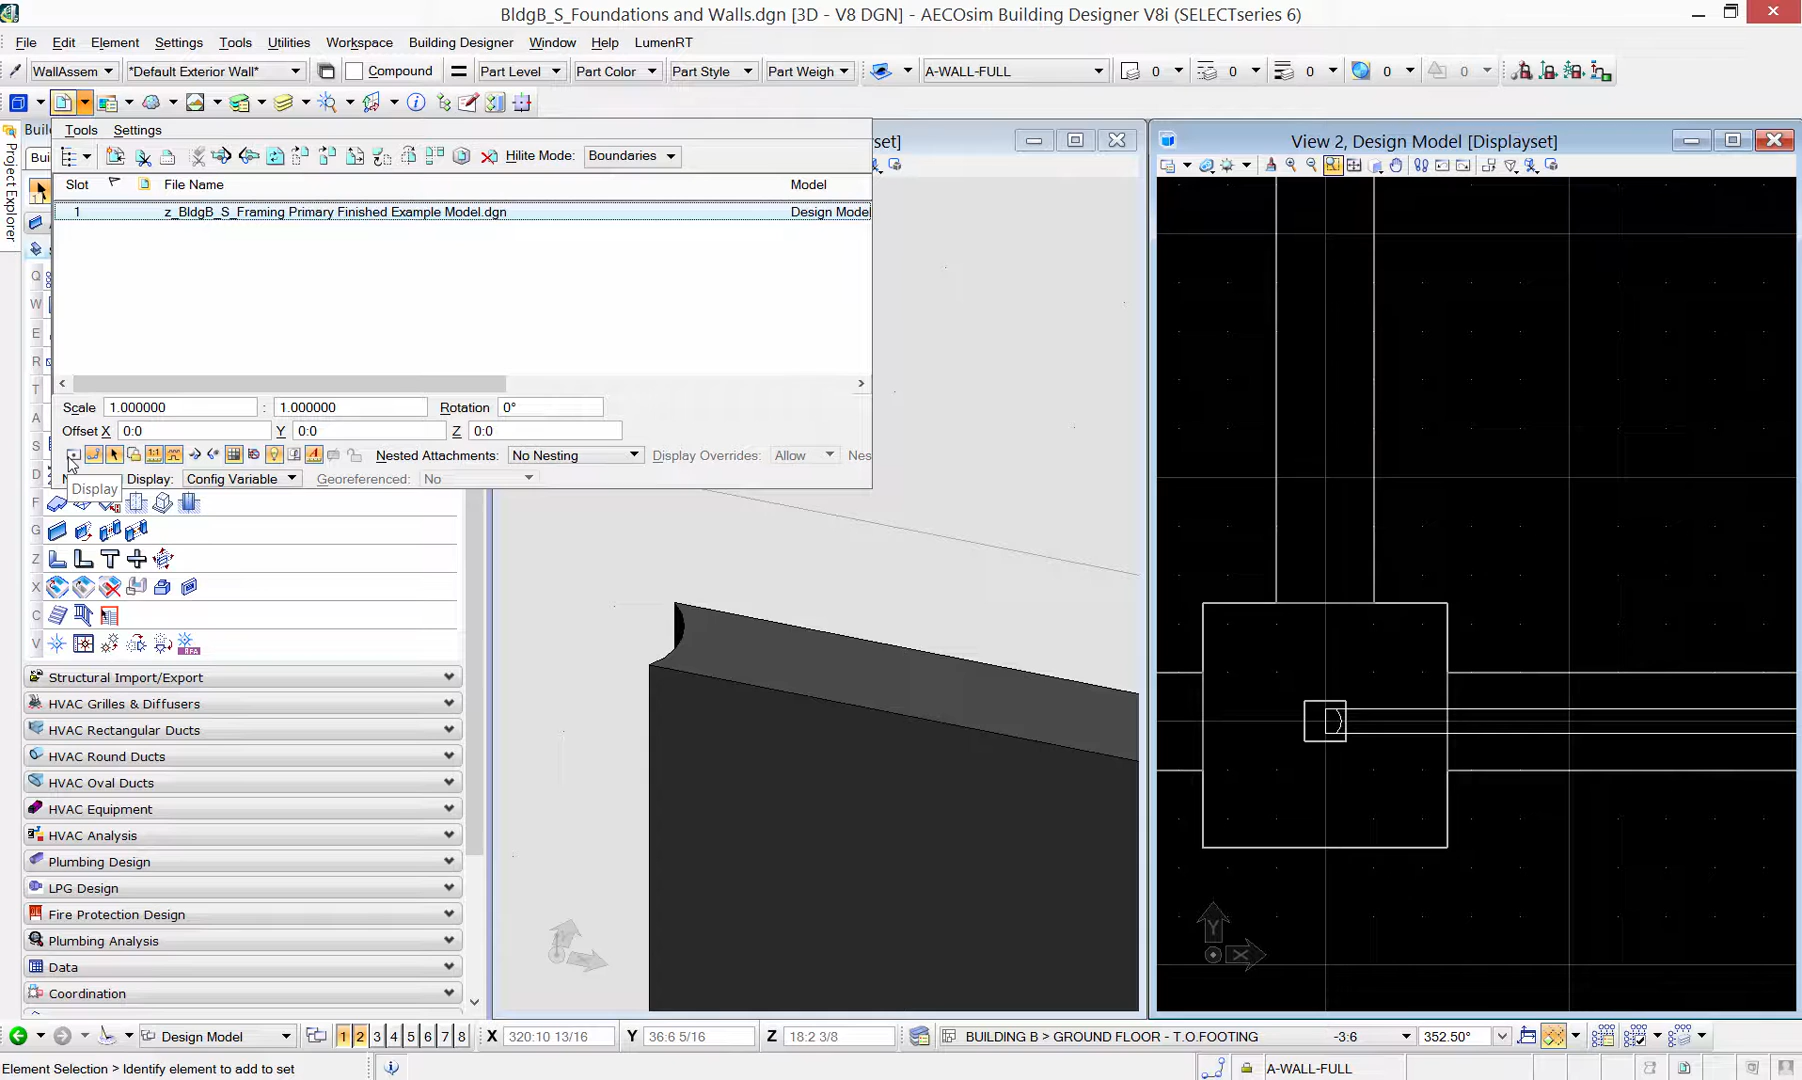 BldgB_S_Foundations and Walls.dgn [3D - V8 DGN] - AECOsim Building Designer V8i (SELECTseries 6)
File Edit Element Settings Tools Utilities Workspace Building Designer Window Help LumenRT
WallAssem *Default Exterior Wall* Compound Part Level Part Color Part Style Part Weigh A-WALL-FULL 0 0 0 0 0
Tools Settings
Hilite Mode: Boundaries
Slot File Name Model
1 z_BldgB_S_Framing Primary Finished Example Model.dgn Design Model
Scale 1.000000 : 1.000000 Rotation 0°
Offset X 0:0 Y 0:0 Z 0:0
1:1 Nested Attachments: No Nesting Display Overrides: Allow Nes
Display: Config Variable Georeferenced: No
Display
Project Explorer
Q
W
E
R
T
A
S
D
F
G
Z
X
C
V RFA
Structural Import/Export
HVAC Grilles & Diffusers
HVAC Rectangular Ducts
HVAC Round Ducts
HVAC Oval Ducts
HVAC Equipment
HVAC Analysis
Plumbing Design
LPG Design
Fire Protection Design
Plumbing Analysis
Data
Coordination
set]
View 2, Design Model [Displayset]
Y
X
Design Model 1 2 3 4 5 6 7 8 X 320:10 13/16 Y 36:6 5/16 Z 18:2 3/8 BUILDING B > GROUND FLOOR - T.O.FOOTING -3:6 352.50°
Element Selection > Identify element to add to set A-WALL-FULL